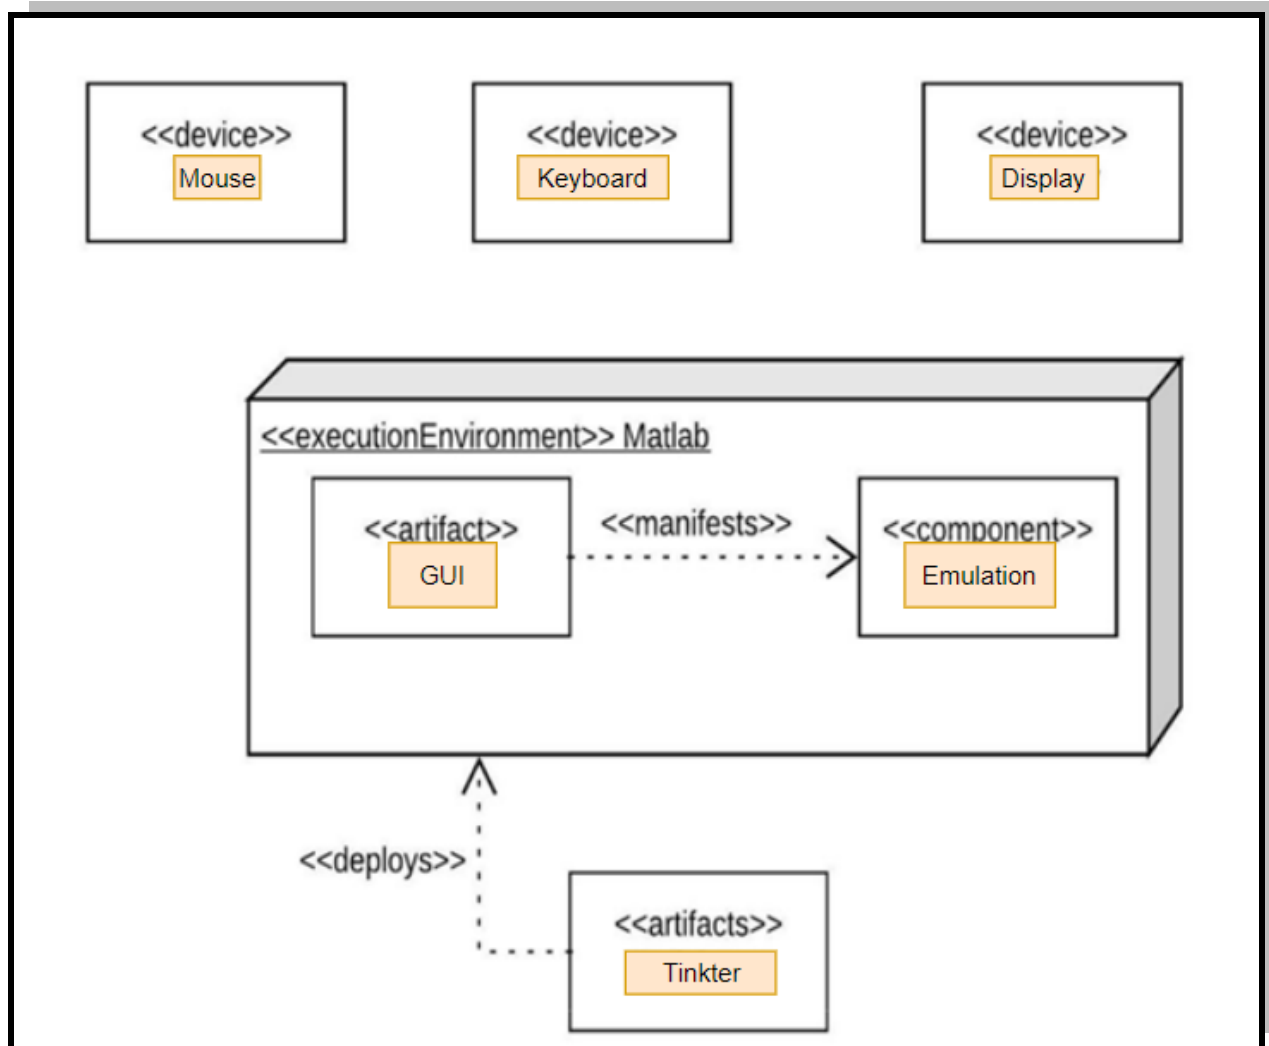 <<device>>
Mouse
<<device>>
Keyboard
<<device>>
Display
<<executionEnvironment>> Matlab
<<artifact>>
GUI
<<manifests>>
<<component>>
Emulation
<<deploys>>
<<artifacts>>
Tinkter